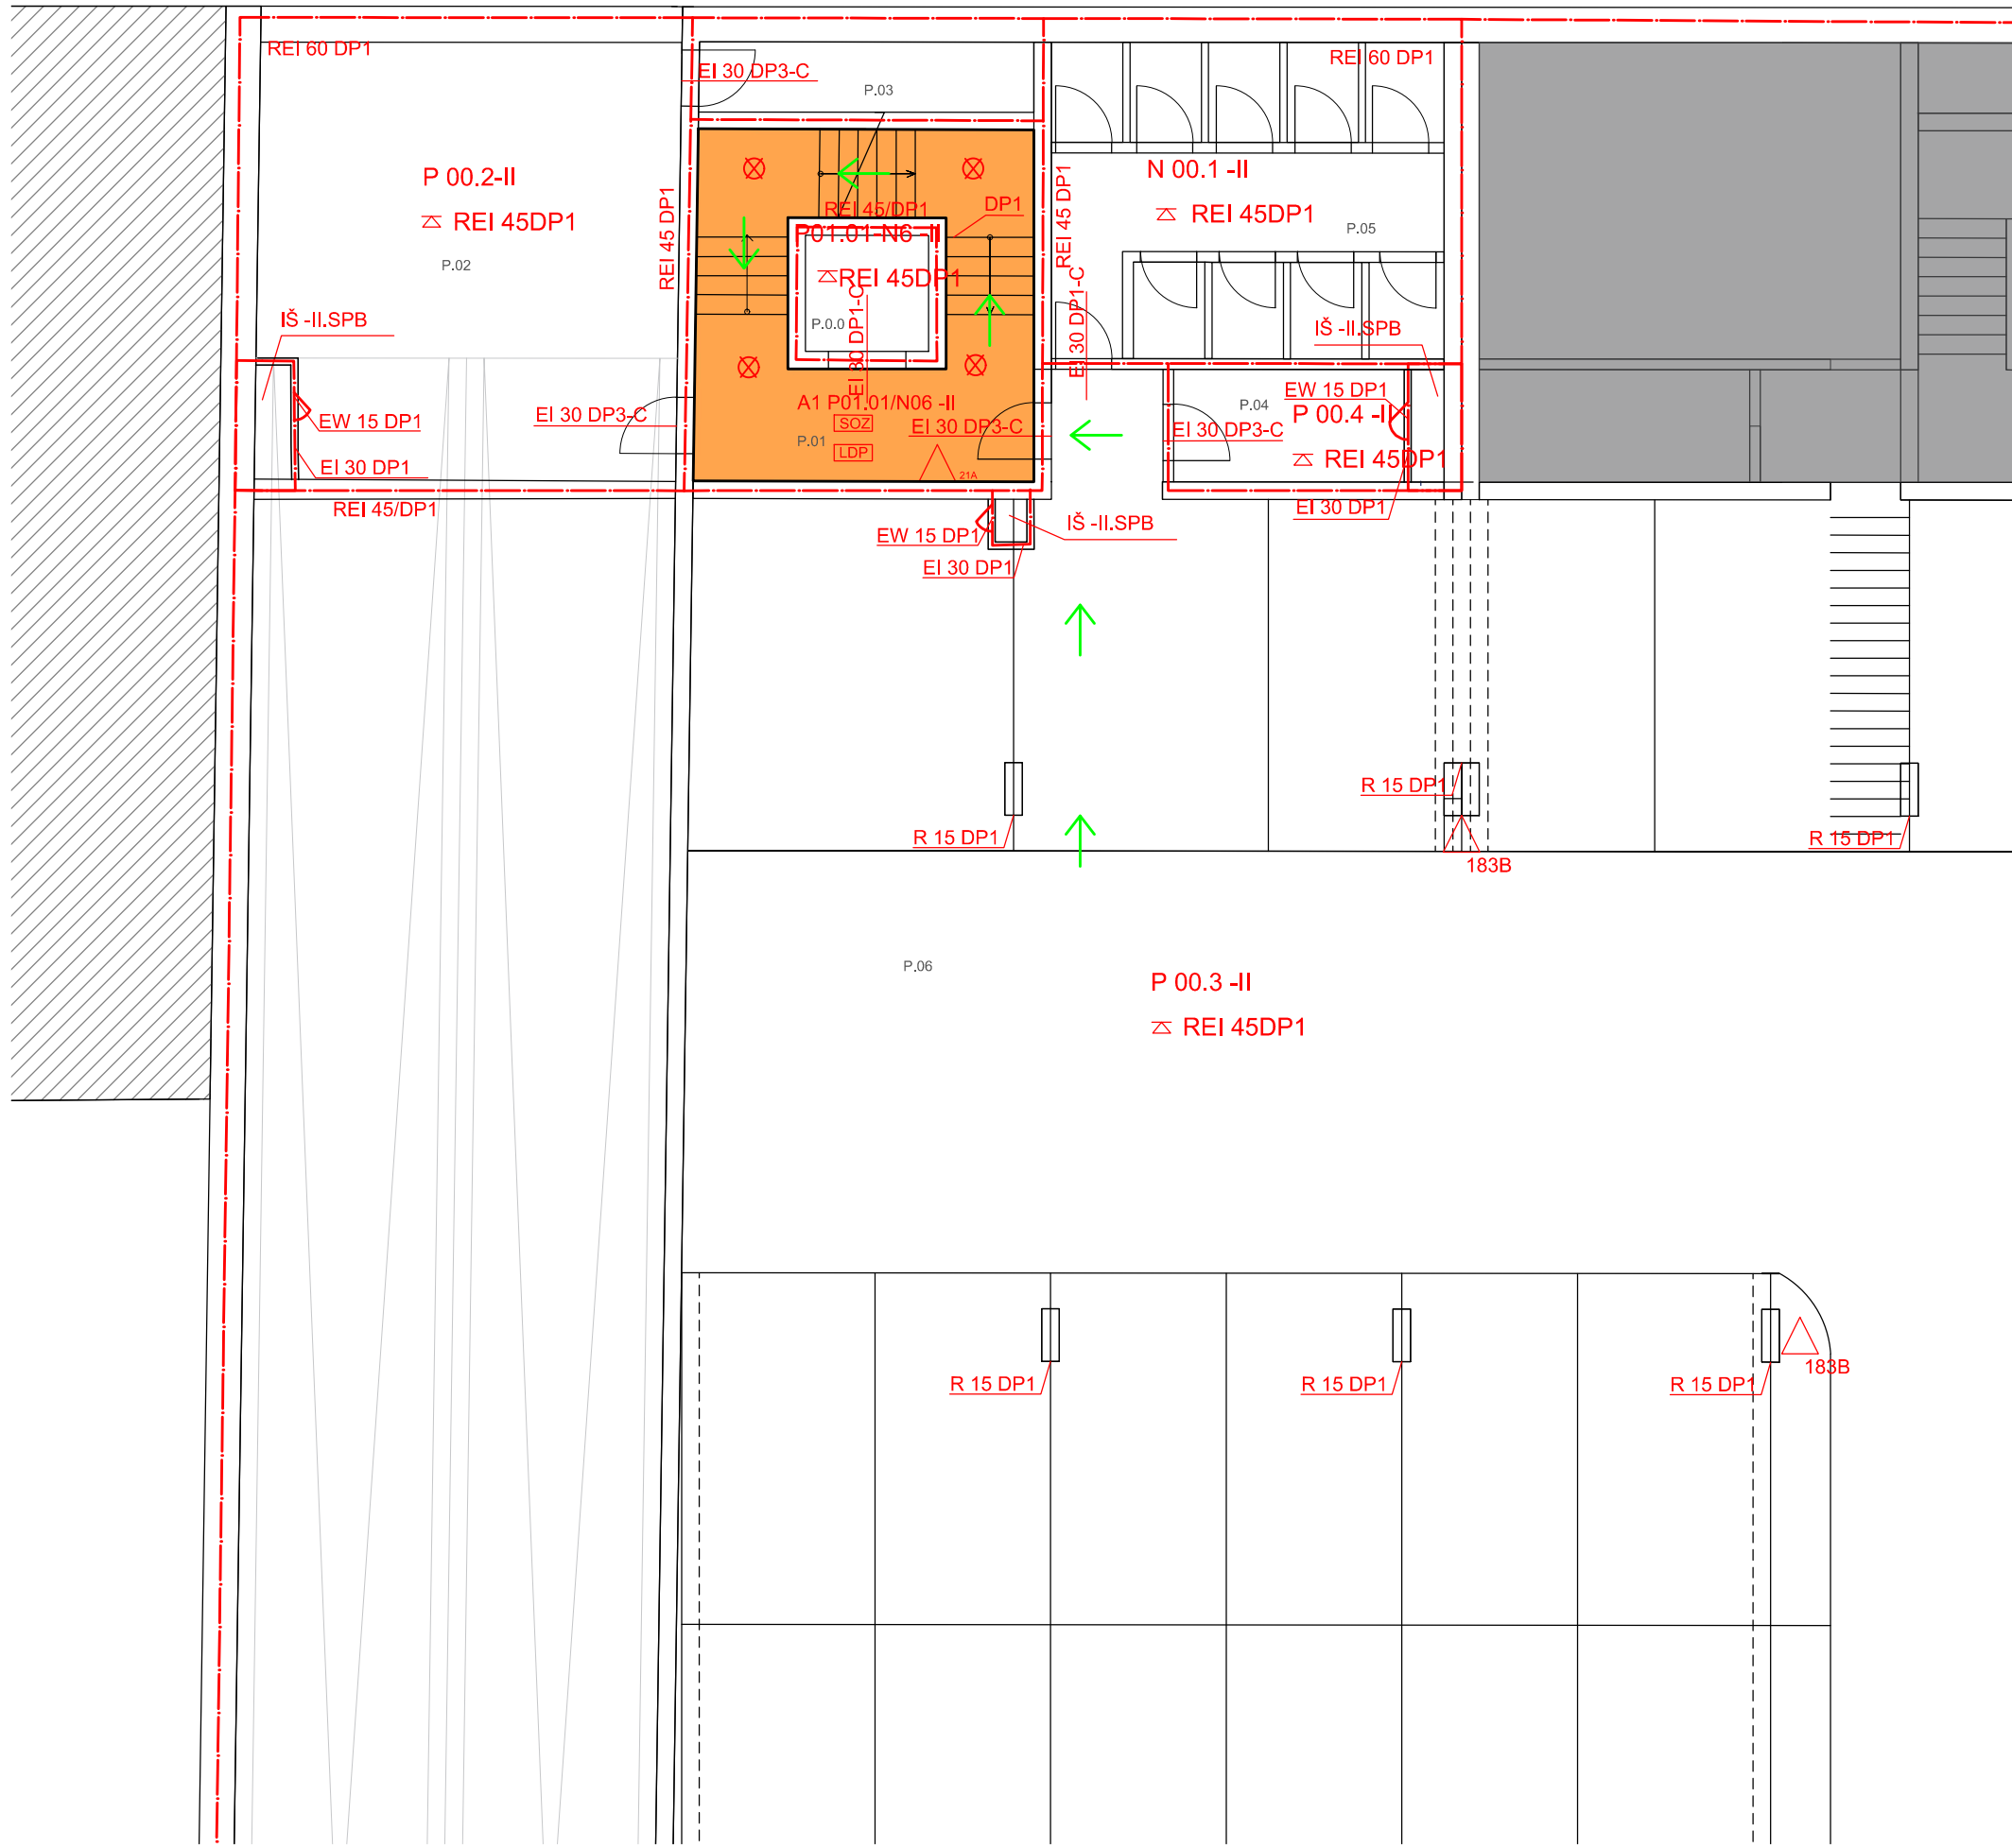 REI 60 DP1
EI 30 DP3-C
P.03
REI 60 DP1
P 00.2-II
REI 45DP1
P.02
REI 45 DP1
REI 45/DP1
DP1
P01.01-N6 -II
REI 45DP1
P.0.0
EI 30 DP1-C
REI 45 DP1
N 00.1 -II
REI 45DP1
P.05
EI 30 DP1-C
IŠ -II.SPB
IŠ -II.SPB
EW 15 DP1
EI 30 DP1
EI 30 DP3-C
A1 P01.01/N06 -II
SOZ
P.01
LDP
EI 30 DP3-C
21A
EW 15 DP1
P.04
P 00.4 -II
EI 30 DP3-C
REI 45DP1
REI 45/DP1
EI 30 DP1
EW 15 DP1
IŠ -II.SPB
EI 30 DP1
R 15 DP1
R 15 DP1
R 15 DP1
183B
P.06
P 00.3 -II
REI 45DP1
183B
R 15 DP1
R 15 DP1
R 15 DP1